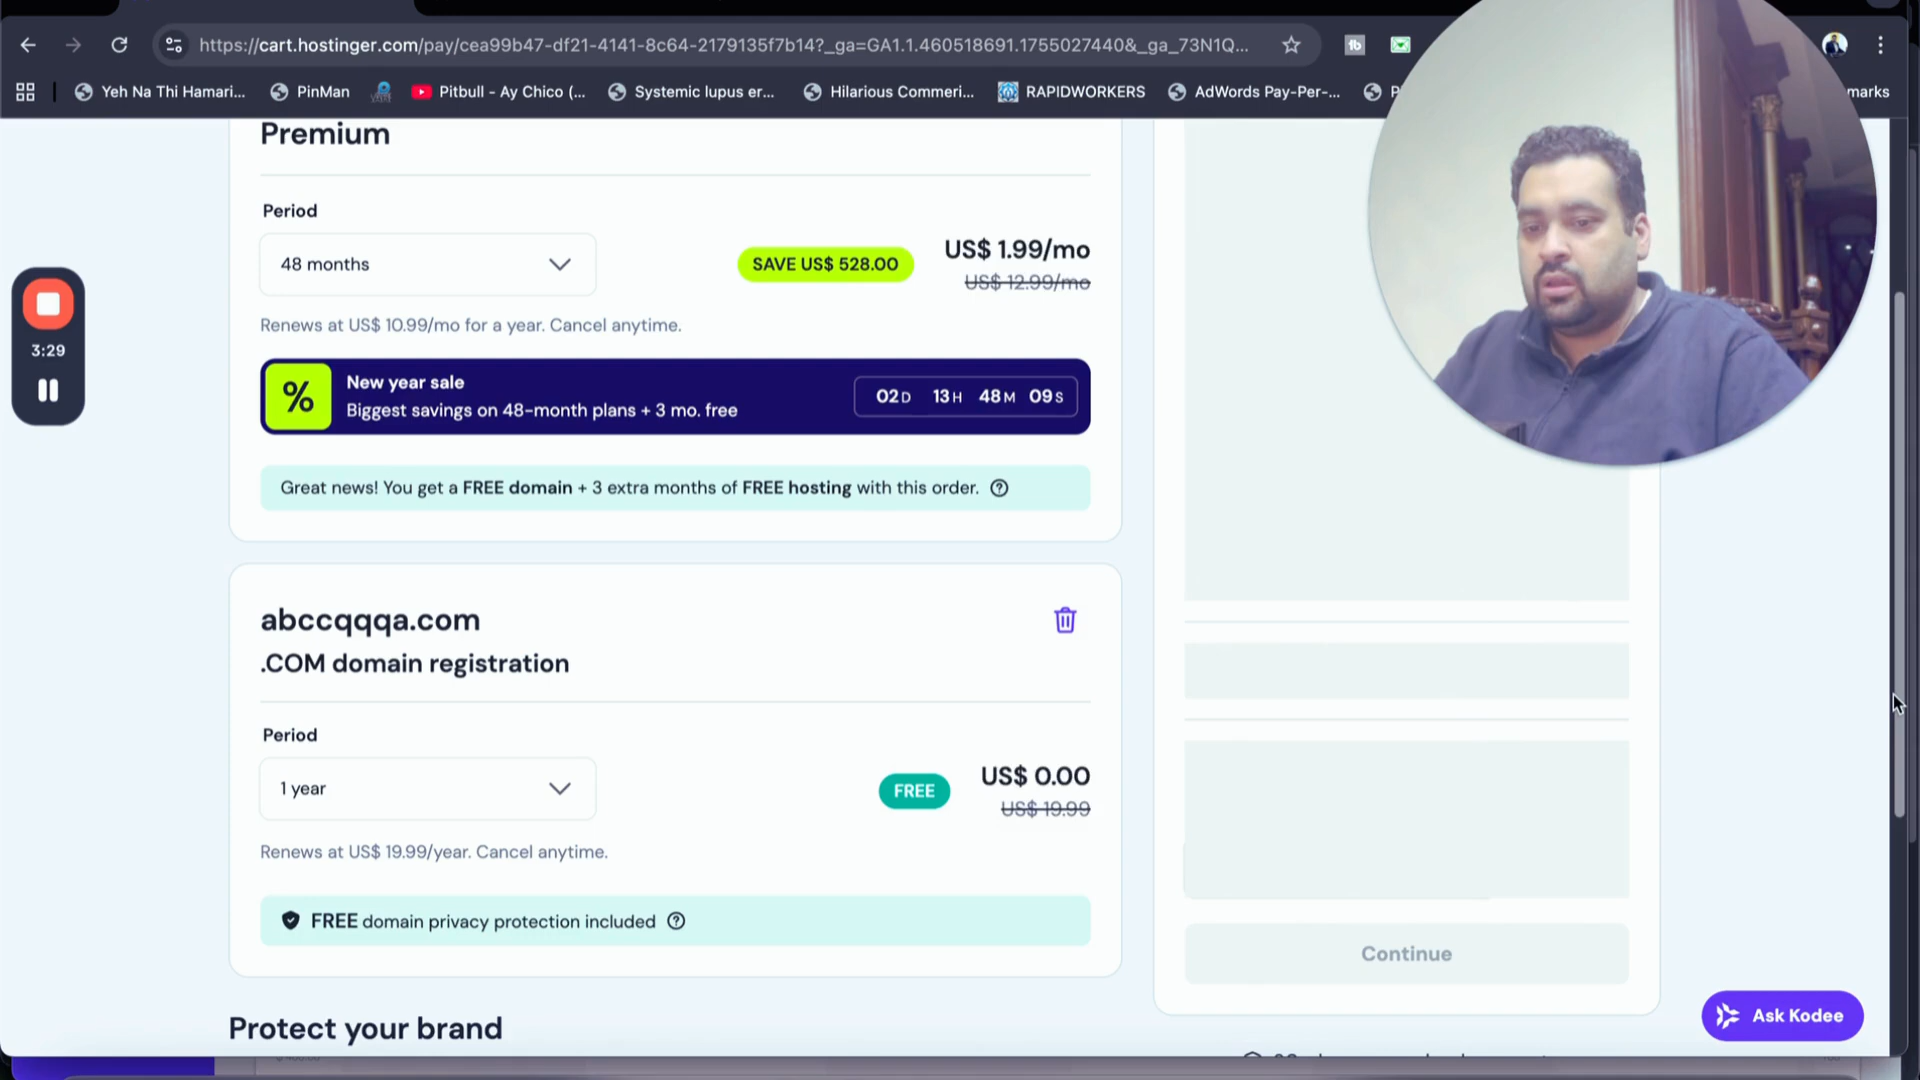 https://cart.hostinger.com/pay/cea99b47-df21-4141-8c64-2179135f7b14?_ga=GA1.1.460518691.1755027440&_ga_73N1Q...
Yeh Na Thi Hamari...
PinMan
Pitbull - Ay Chico (...
Systemic lupus er...
Hilarious Commeri...
RAPIDWORKERS
AdWords Pay-Per-...
marks
Premium
Period
48 months
SAVE US$ 528.00
US$ 1.99/mo
US$ 12.99/mo
Renews at US$ 10.99/mo for a year. Cancel anytime.
3:29
%
New year sale
Biggest savings on 48-month plans + 3 mo. free
02D 13H 48M 09S
Great news! You get a FREE domain + 3 extra months of FREE hosting with this order.
abccqqqa.com
.COM domain registration
Period
1 year
FREE
US$ 0.00
US$ 19.99
Renews at US$ 19.99/year. Cancel anytime.
FREE domain privacy protection included
Continue
Ask Kodee
Protect your brand